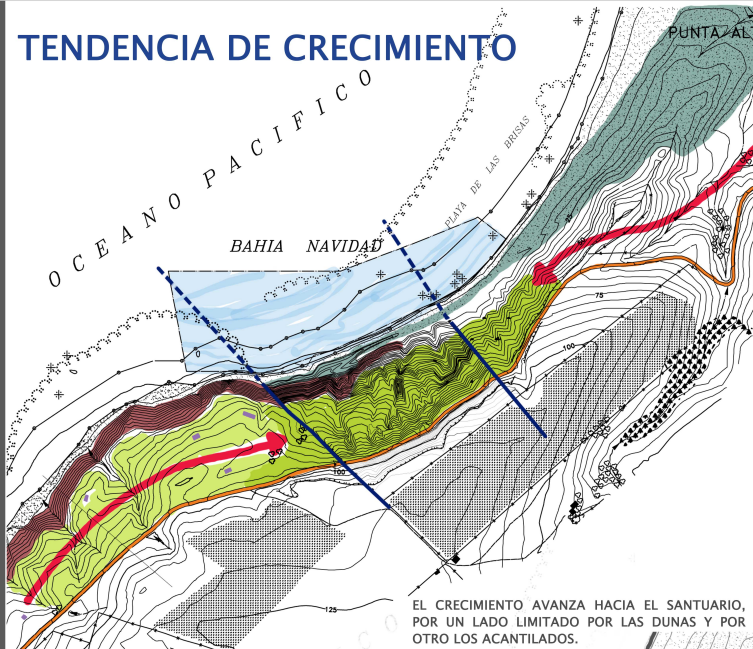 TENDENCIA DE CRECIMIENTO
PUNTA AL
OCEANO PACIFICO
PLAYA DE LAS BRISAS
BAHIA NAVIDAD
75
100
0
100
125
EL CRECIMIENTO AVANZA HACIA EL SANTUARIO,
POR UN LADO LIMITADO POR LAS DUNAS Y POR
OTRO LOS ACANTILADOS.